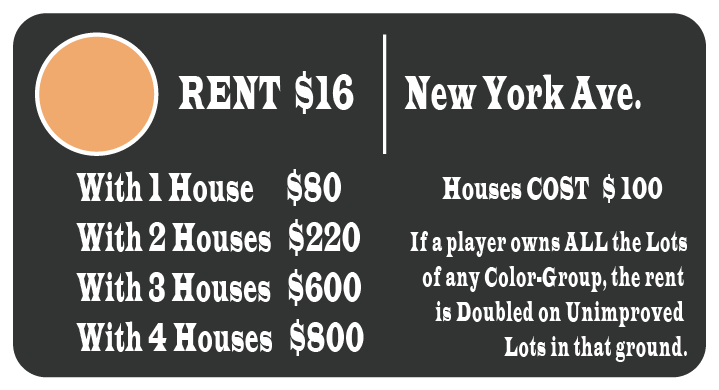 RENT $16
New York Ave.
With 1 House $80
With 2 Houses $220
With 3 Houses $600
With 4 Houses $800
Houses COST $100
If a player owns ALL the Lots
of any Color-Group, the rent
is Doubled on Unimproved
Lots in that ground.